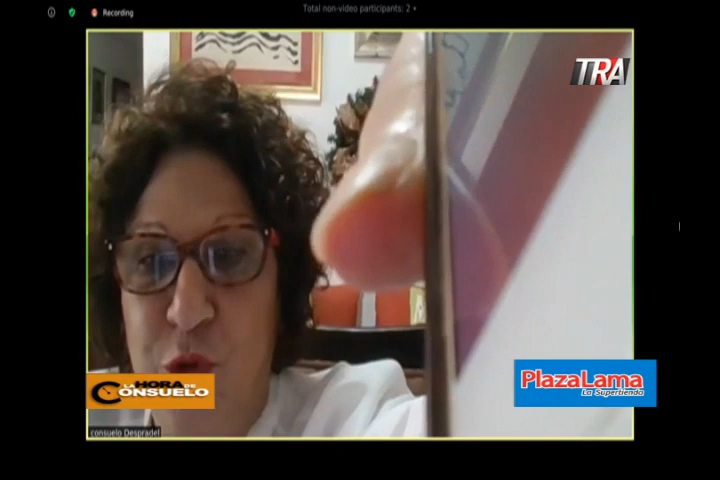 Recording
Total non-video participants: 2
TRA
LA HORA DE
CONSUELO
PlazaLama
La Supertienda
consuelo Despradel